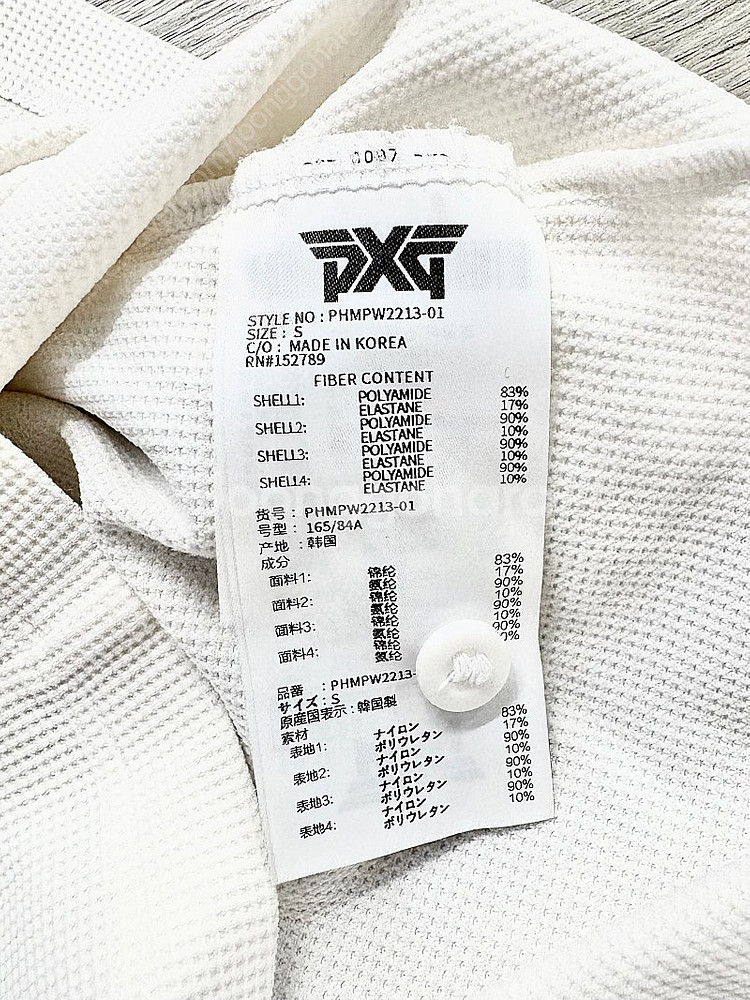 0097
PXG
STYLE NO : PHMPW2213-01
SIZE : S
C/O : MADE IN KOREA
RN#152789
FIBER CONTENT
SHELL1: POLYAMIDE 83%
ELASTANE 17%
SHELL2: POLYAMIDE 90%
ELASTANE 10%
SHELL3: POLYAMIDE 90%
ELASTANE 10%
SHELL4: POLYAMIDE 90%
ELASTANE 10%
货号 : PHMPW2213-01
号型 : 165/84A
产地 : 韩国
成分
面料1: 锦纶 83%
氨纶 17%
面料2: 锦纶 90%
氨纶 10%
面料3: 锦纶 90%
氨纶 10%
面料4: 锦纶 90%
氨纶 0%
品番 : PHMPW2213-
サイズ : S
原産国表示 : 韓国製
素材
表地1: ナイロン 83%
ポリウレタン 17%
表地2: ナイロン 90%
ポリウレタン 10%
表地3: ナイロン 90%
ポリウレタン 10%
表地4: ナイロン 90%
ポリウレタン 10%